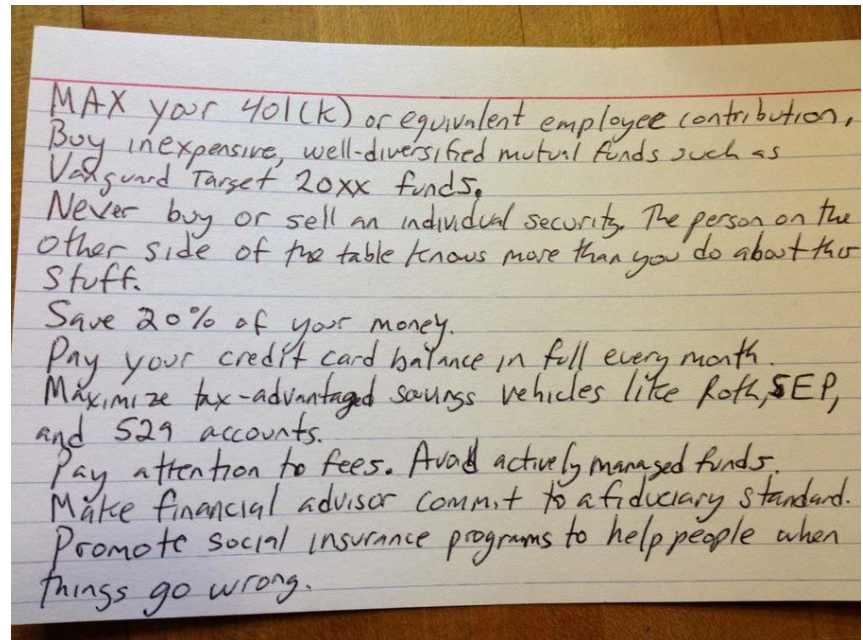 MAX your 401(k) or equivalent employee contribution.
Buy inexpensive, well-diversified mutual funds such as
Vanguard Target 20xx funds.
Never buy or sell an individual security. The person on the
other side of the table knows more than you do about this
stuff.
Save 20% of your money.
Pay your credit card balance in full every month.
Maximize tax-advantaged savings vehicles like Roth, SEP,
and 529 accounts.
Pay attention to fees. Avoid actively managed funds.
Make financial advisor commit to a fiduciary standard.
Promote social insurance programs to help people when
things go wrong.